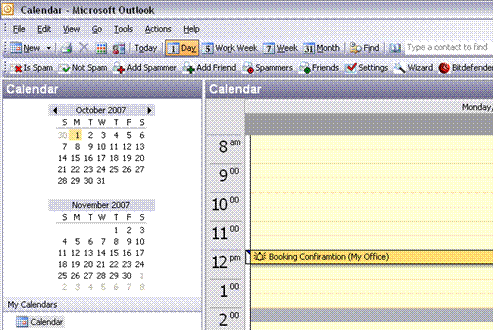 Calendar - Microsoft Outlook
File Edit View Go Tools Actions Help
New Today 1 Day 5 Work Week 7 Week 31 Month Find Type a contact to find
Is Spam Not Spam Add Spammer Add Friend Spammers Friends Settings Wizard Bitdefende
Calendar
October 2007
S M T W T F S
30 1 2 3 4 5 6
7 8 9 10 11 12 13
14 15 16 17 18 19 20
21 22 23 24 25 26 27
28 29 30 31
November 2007
S M T W T F S
1 2 3
4 5 6 7 8 9 10
11 12 13 14 15 16 17
18 19 20 21 22 23 24
25 26 27 28 29 30 1
2 3 4 5 6 7 8
My Calendars
Calendar
Calendar
Monday,
8 am
9 00
10 00
11 00
12 pm
Booking Confiramtion (My Office)
1 00
2 00